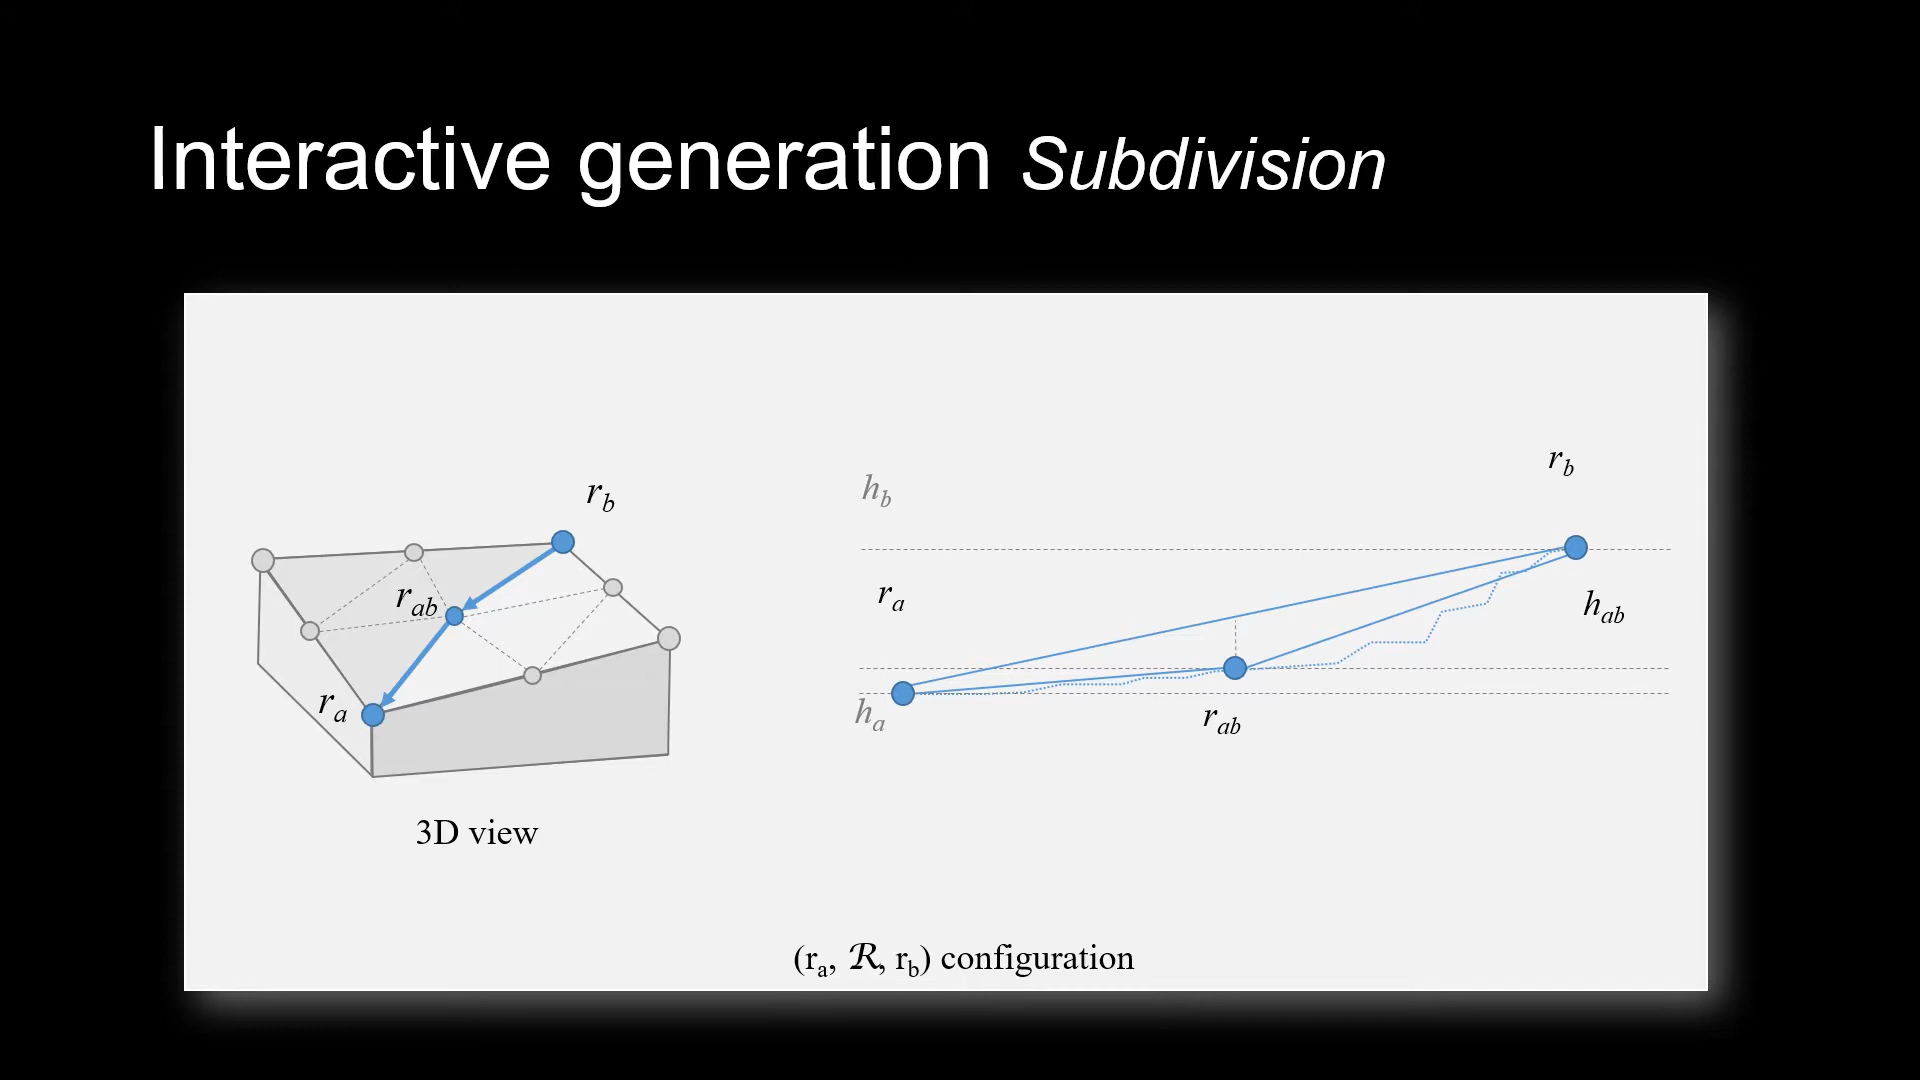 Interactive generation Subdivision
r_b
h_b
r_b
r_ab
r_a
h_ab
r_a
h_a
r_ab
3D view
(r_a, ℛ, r_b) configuration